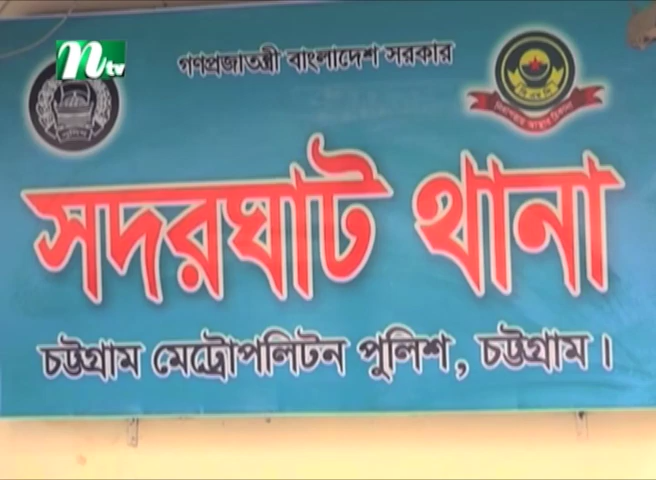 ntv
গণপ্রজাতন্ত্রী বাংলাদেশ সরকার
সদরঘাট থানা
চট্টগ্রাম মেট্রোপলিটন পুলিশ, চট্টগ্রাম।